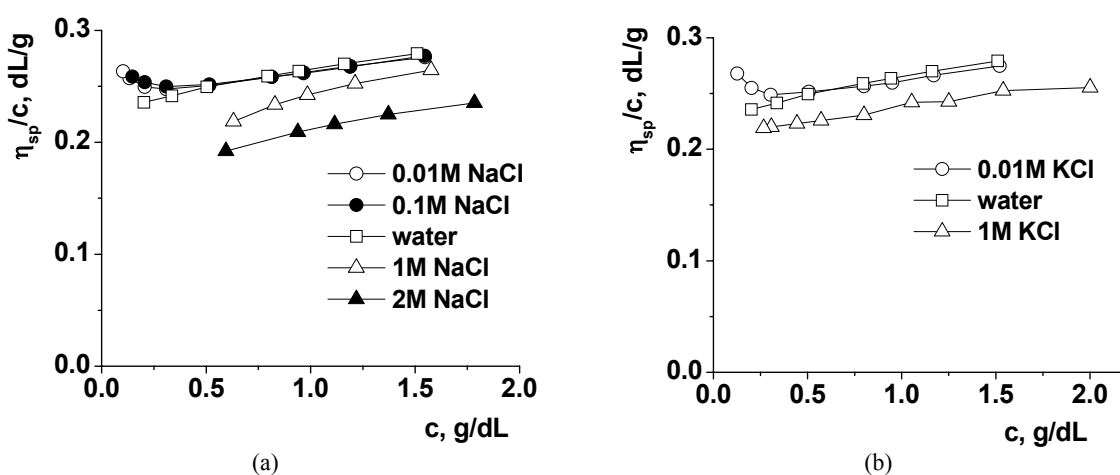 0.3
0.2
0.1
0.0
ηsp/c, dL/g
0.01M NaCl
0.1M NaCl
water
1M NaCl
2M NaCl
0.0 0.5 1.0 1.5 2.0
c, g/dL
(a)
0.3
0.2
0.1
0.0
ηsp/c, dL/g
0.01M KCl
water
1M KCl
0.0 0.5 1.0 1.5 2.0
c, g/dL
(b)